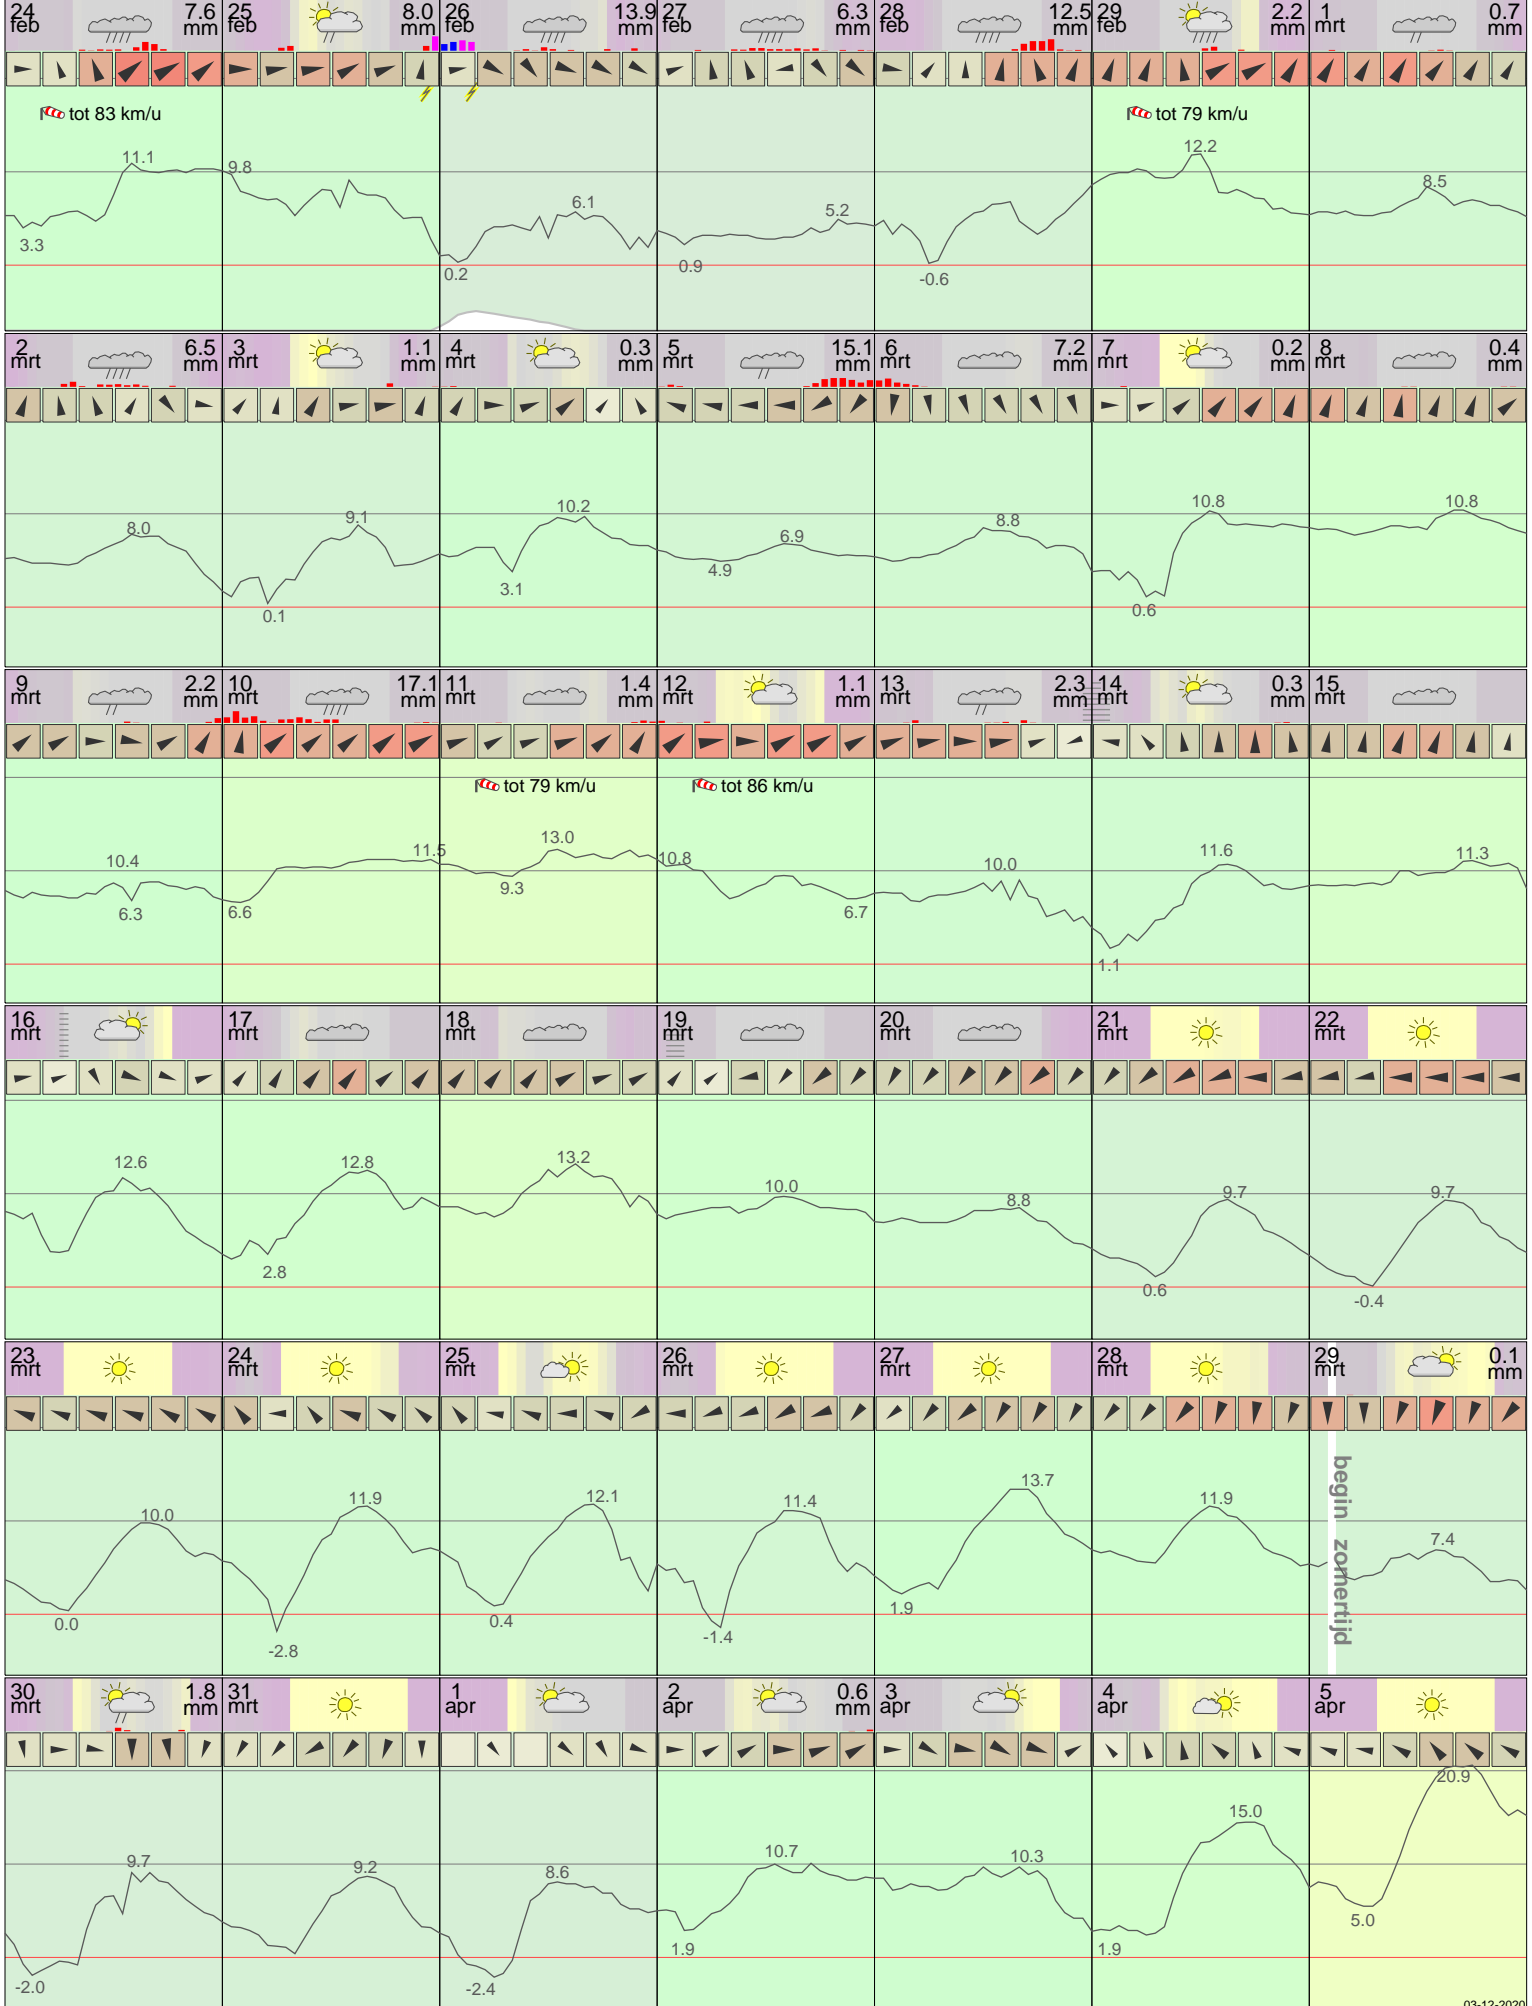 24 feb 7.6 mm 25 feb 8.0 mm 26 feb 13.9 mm 27 feb 6.3 mm 28 feb 12.5 mm 29 feb 2.2 mm 1 mrt 0.7 mm
tot 83 km/u tot 79 km/u
11.1 9.8 6.1 5.2 12.2 8.5
3.3 0.2 0.9 -0.6
2 mrt 6.5 mm 3 mrt 1.1 mm 4 mrt 0.3 mm 5 mrt 15.1 mm 6 mrt 7.2 mm 7 mrt 0.2 mm 8 mrt 0.4 mm
8.0 9.1 10.2 6.9 8.8 10.8 10.8
0.1 3.1 4.9 0.6
9 mrt 2.2 mm 10 mrt 17.1 mm 11 mrt 1.4 mm 12 mrt 1.1 mm 13 mrt 2.3 mm 14 mrt 0.3 mm 15 mrt
tot 79 km/u tot 86 km/u
10.4 11.5 13.0 10.8 10.0 11.6 11.3
6.3 6.6 9.3 6.7 1.1
16 mrt 17 mrt 18 mrt 19 mrt 20 mrt 21 mrt 22 mrt
12.6 12.8 13.2 10.0 8.8 9.7 9.7
2.8 0.6 -0.4
23 mrt 24 mrt 25 mrt 26 mrt 27 mrt 28 mrt 29 mrt 0.1 mm
10.0 11.9 12.1 11.4 13.7 11.9 7.4
0.0 -2.8 0.4 -1.4 1.9
begin zomertijd
30 mrt 1.8 mm 31 mrt 1 apr 2 apr 0.6 mm 3 apr 4 apr 5 apr
9.7 9.2 8.6 10.7 10.3 15.0 20.9
-2.0 -2.4 1.9 1.9 5.0
03-12-2020